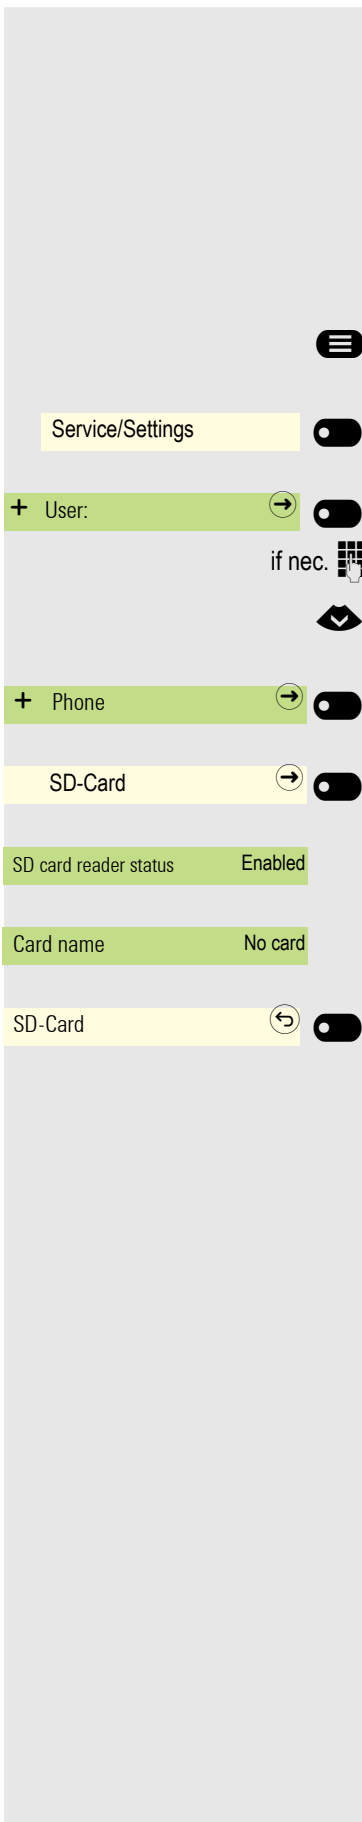 Service/Settings
+ User:
if nec.
+ Phone
SD-Card
SD card reader status Enabled
Card name No card
SD-Card